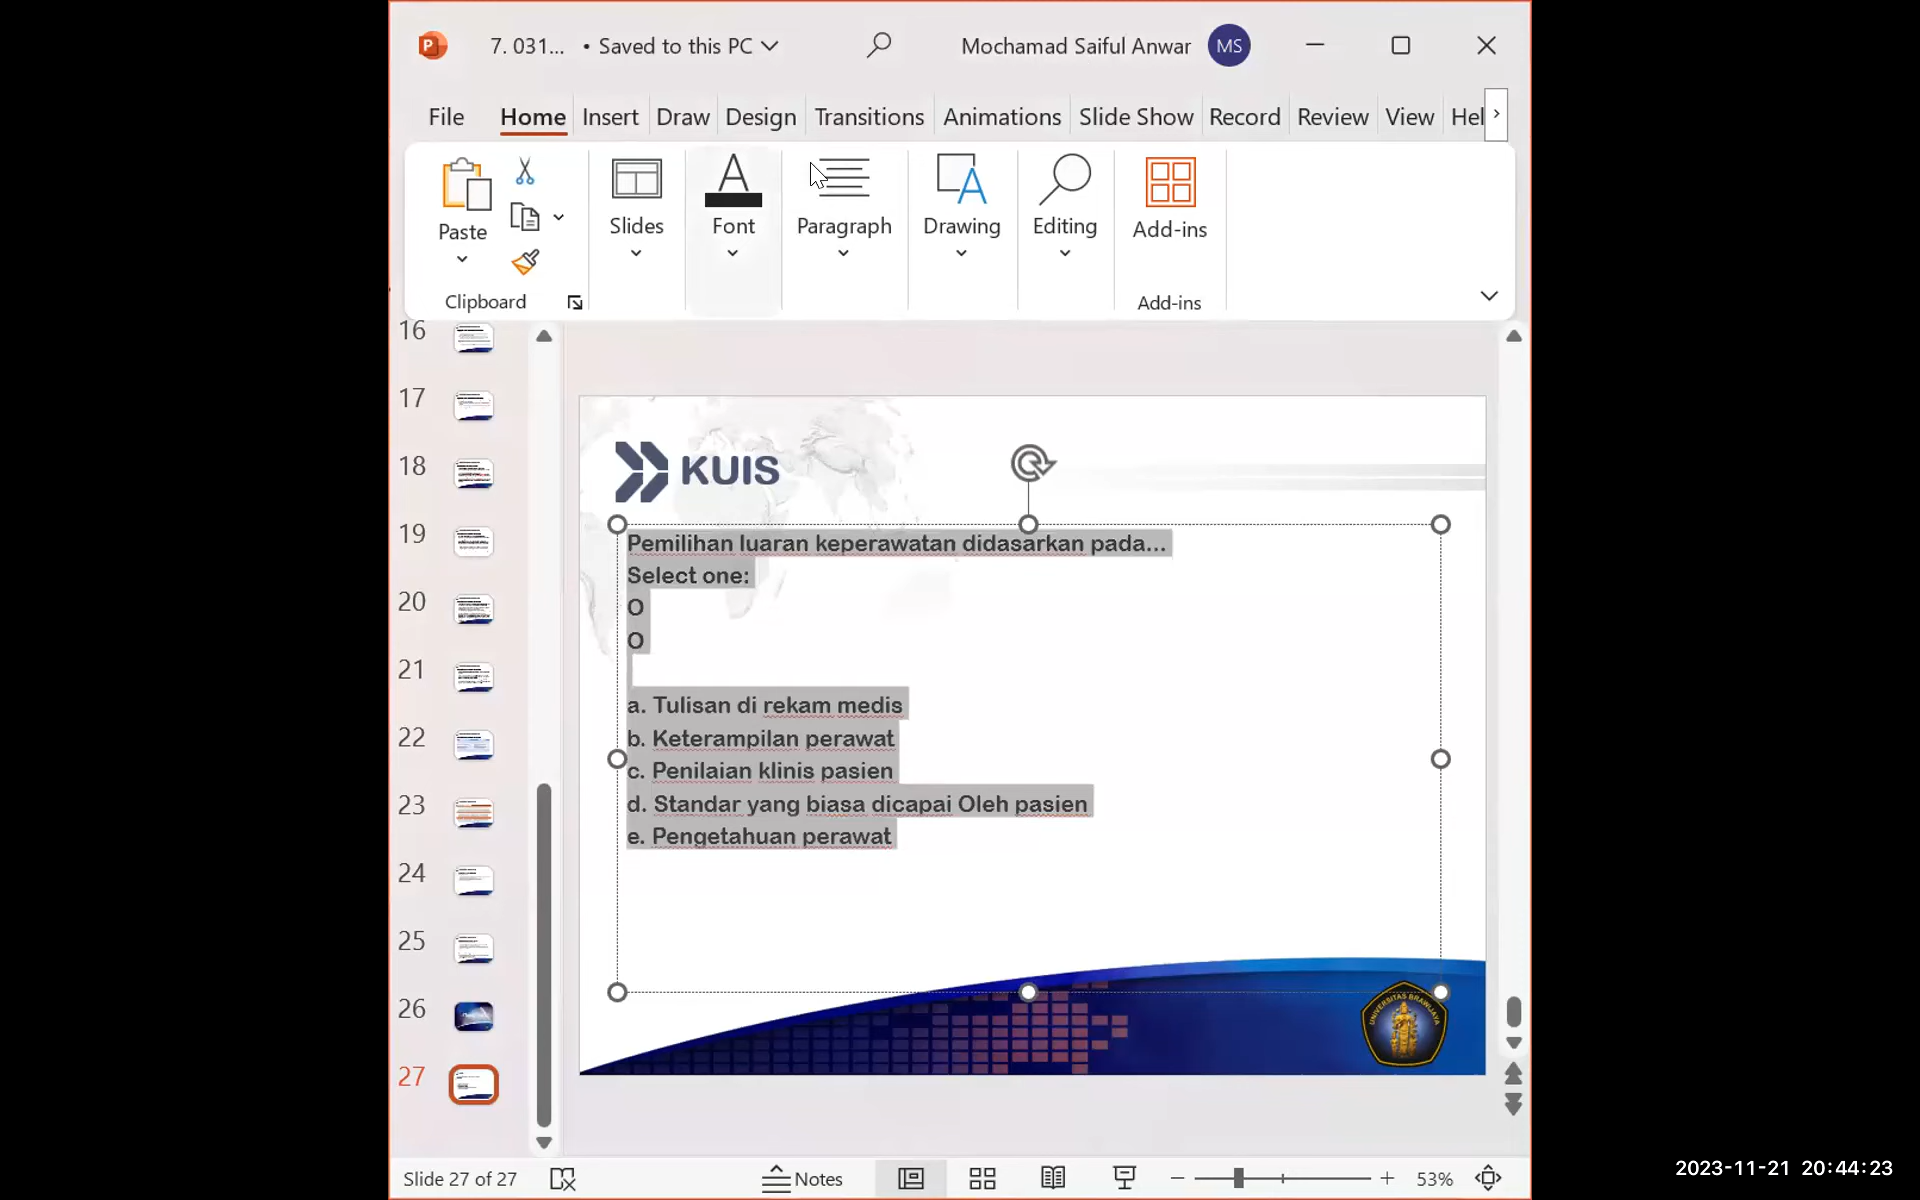 7. 031... • Saved to this PC
Mochamad Saiful Anwar MS
File Home Insert Draw Design Transitions Animations Slide Show Record Review View Hel
Paste
Slides
Font
Paragraph
Drawing
Editing
Add-ins
Clipboard
Add-ins
16
17
18
19
20
21
22
23
24
25
26
27
KUIS
Pemilihan luaran keperawatan didasarkan pada...
Select one:
O
O
a. Tulisan di rekam medis
b. Keterampilan perawat
c. Penilaian klinis pasien
d. Standar yang biasa dicapai Oleh pasien
e. Pengetahuan perawat
UNIVERSITAS BRAWIJAYA
Slide 27 of 27
Notes
53%
2023-11-21 20:44:23